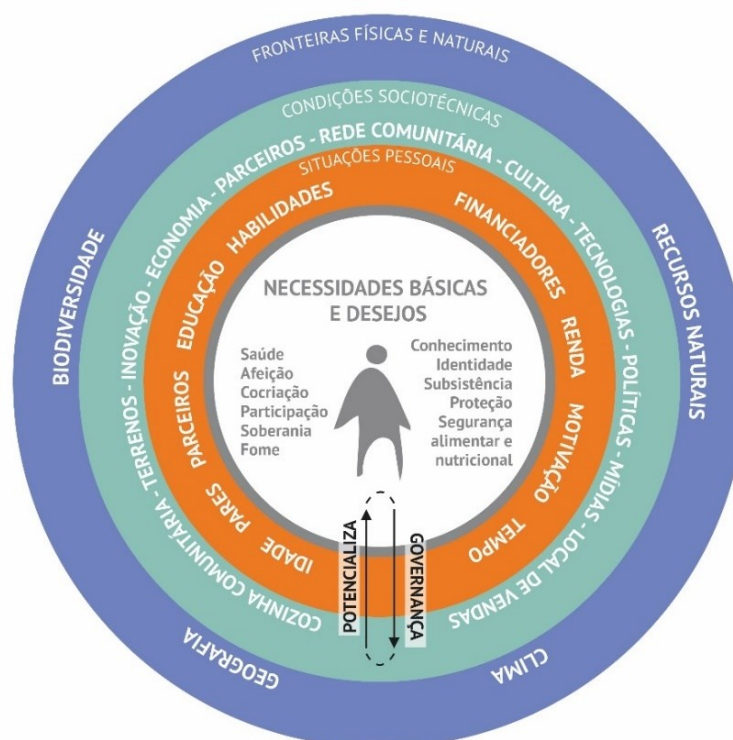 FRONTEIRAS FÍSICAS E NATURAIS
BIODIVERSIDADE
RECURSOS NATURAIS
GEOGRAFIA
CLIMA
CONDIÇÕES SOCIOTÉCNICAS
COZINHA COMUNITÁRIA - TERRENOS - INOVAÇÃO - ECONOMIA - PARCEIROS - REDE COMUNITÁRIA - CULTURA - TECNOLOGIAS - POLÍTICAS - MÍDIAS - LOCAL DE VENDAS
SITUAÇÕES PESSOAIS
IDADE PARES PARCEIROS EDUCAÇÃO HABILIDADES
FINANCIADORES RENDA MOTIVAÇÃO TEMPO
NECESSIDADES BÁSICAS
E DESEJOS
Saúde
Afeição
Cocriação
Participação
Soberania
Fome
Conhecimento
Identidade
Subsistência
Proteção
Segurança
alimentar e
nutricional
POTENCIALIZA
GOVERNANÇA